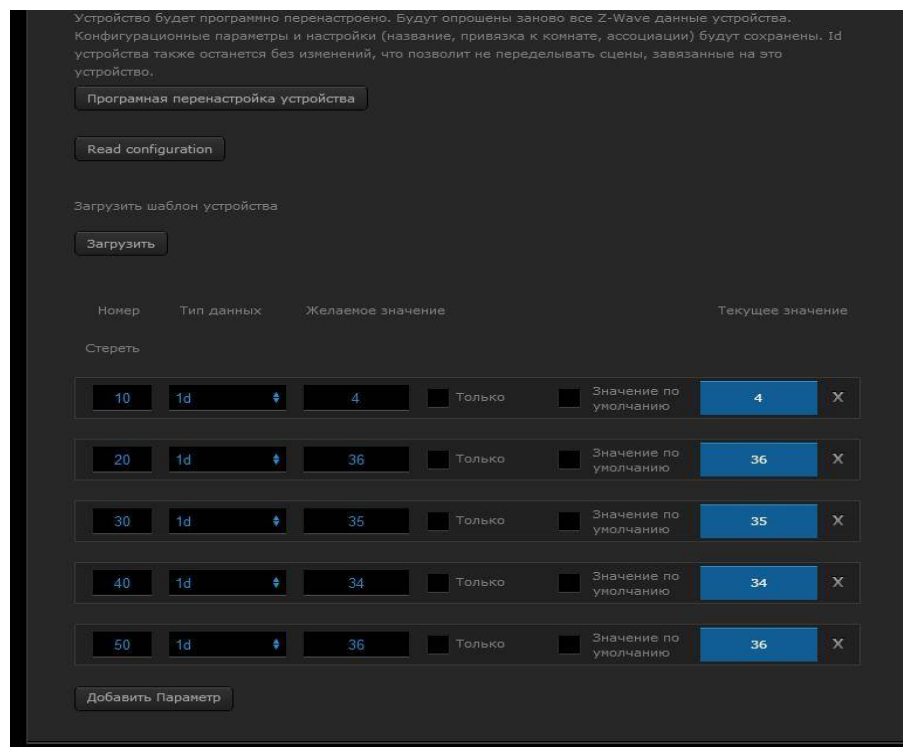 Устройство будет программно перенастроено. Будут опрошены заново все Z-Wave данные устройства.
Конфигурационные параметры и настройки (название, привязка к комнате, ассоциации) будут сохранены. Id
устройства также останется без изменений, что позволит не переделывать сцены, завязанные на это
устройство.
Програмная перенастройка устройства
Read configuration
Загрузить шаблон устройства
Загрузить
Номер Тип данных Желаемое значение Текущее значение
Стереть
10 1d 4 Только Значение по умолчанию 4 X
20 1d 36 Только Значение по умолчанию 36 X
30 1d 35 Только Значение по умолчанию 35 X
40 1d 34 Только Значение по умолчанию 34 X
50 1d 36 Только Значение по умолчанию 36 X
Добавить Параметр